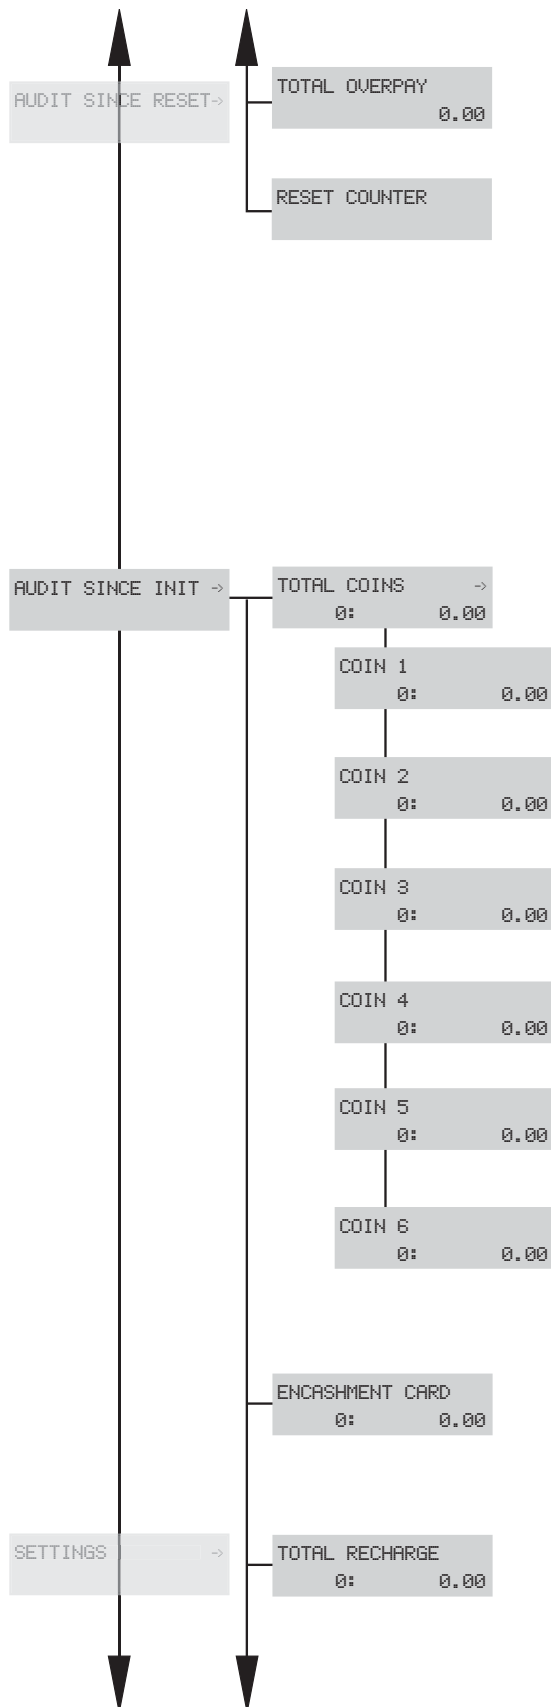 AUDIT SINCE RESET->
TOTAL OVERPAY
0.00
RESET COUNTER
AUDIT SINCE INIT ->
TOTAL COINS ->
0: 0.00
COIN 1
0: 0.00
COIN 2
0: 0.00
COIN 3
0: 0.00
COIN 4
0: 0.00
COIN 5
0: 0.00
COIN 6
0: 0.00
ENCASHMENT CARD
0: 0.00
SETTINGS ->
TOTAL RECHARGE
0: 0.00